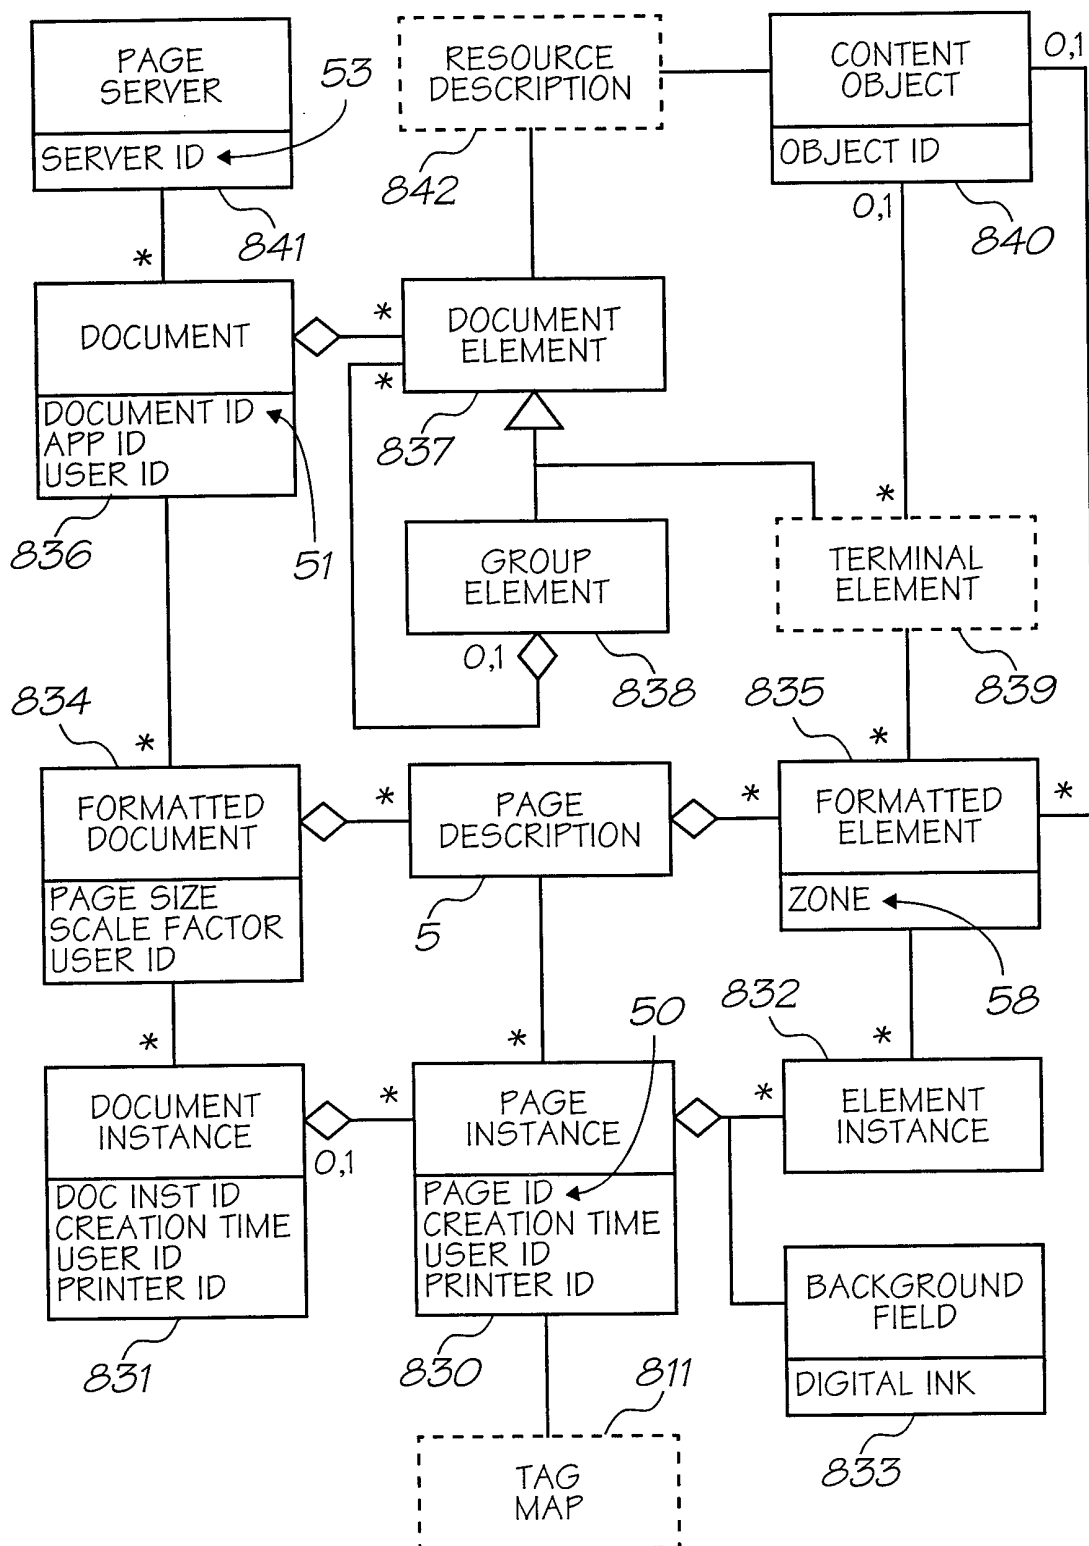 PAGE
SERVER
53
SERVER ID
841
*
RESOURCE
DESCRIPTION
842
CONTENT
OBJECT
0,1
OBJECT ID
0,1
840
DOCUMENT
*
DOCUMENT
ELEMENT
*
DOCUMENT ID
APP ID
USER ID
837
836
51
*
GROUP
ELEMENT
TERMINAL
ELEMENT
0,1
838
839
834
835
*
*
FORMATTED
DOCUMENT
*
PAGE
DESCRIPTION
*
FORMATTED
ELEMENT
*
PAGE SIZE
SCALE FACTOR
USER ID
5
ZONE
58
832
50
*
*
*
DOCUMENT
INSTANCE
0,1
*
PAGE
INSTANCE
*
ELEMENT
INSTANCE
DOC INST ID
CREATION TIME
USER ID
PRINTER ID
PAGE ID
CREATION TIME
USER ID
PRINTER ID
BACKGROUND
FIELD
DIGITAL INK
831
830
811
833
TAG
MAP